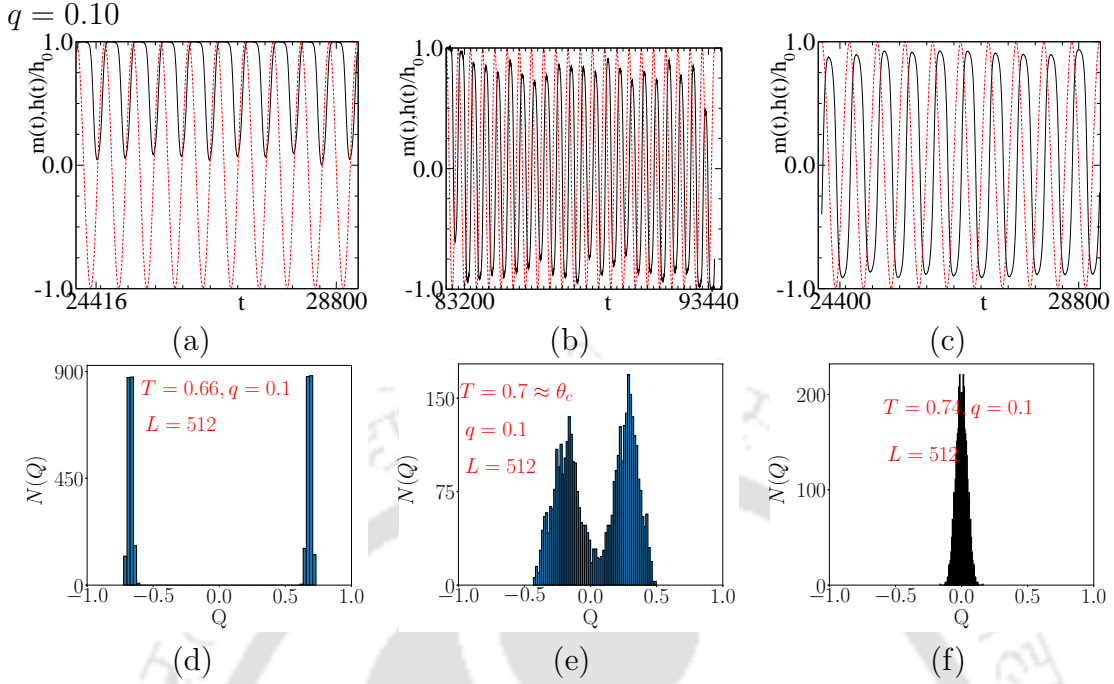 q = 0.10
m(t),h(t)/h₀
1.0
0.0
-1.0
24416
t
28800
(a)
m(t),h(t)/h₀
1.0
0.0
-1.0
83200
t
93440
(b)
m(t),h(t)/h₀
1.0
0.0
-1.0
24400
t
28800
(c)
N(Q)
900
450
0
T = 0.66, q = 0.1
L = 512
-1.0 -0.5 0.0 0.5 1.0
Q
(d)
N(Q)
150
75
0
T = 0.7 ≈ θ_c
q = 0.1
L = 512
-1.0 -0.5 0.0 0.5 1.0
Q
(e)
N(Q)
200
100
0
T = 0.74, q = 0.1
L = 512
-1.0 -0.5 0.0 0.5 1.0
Q
(f)